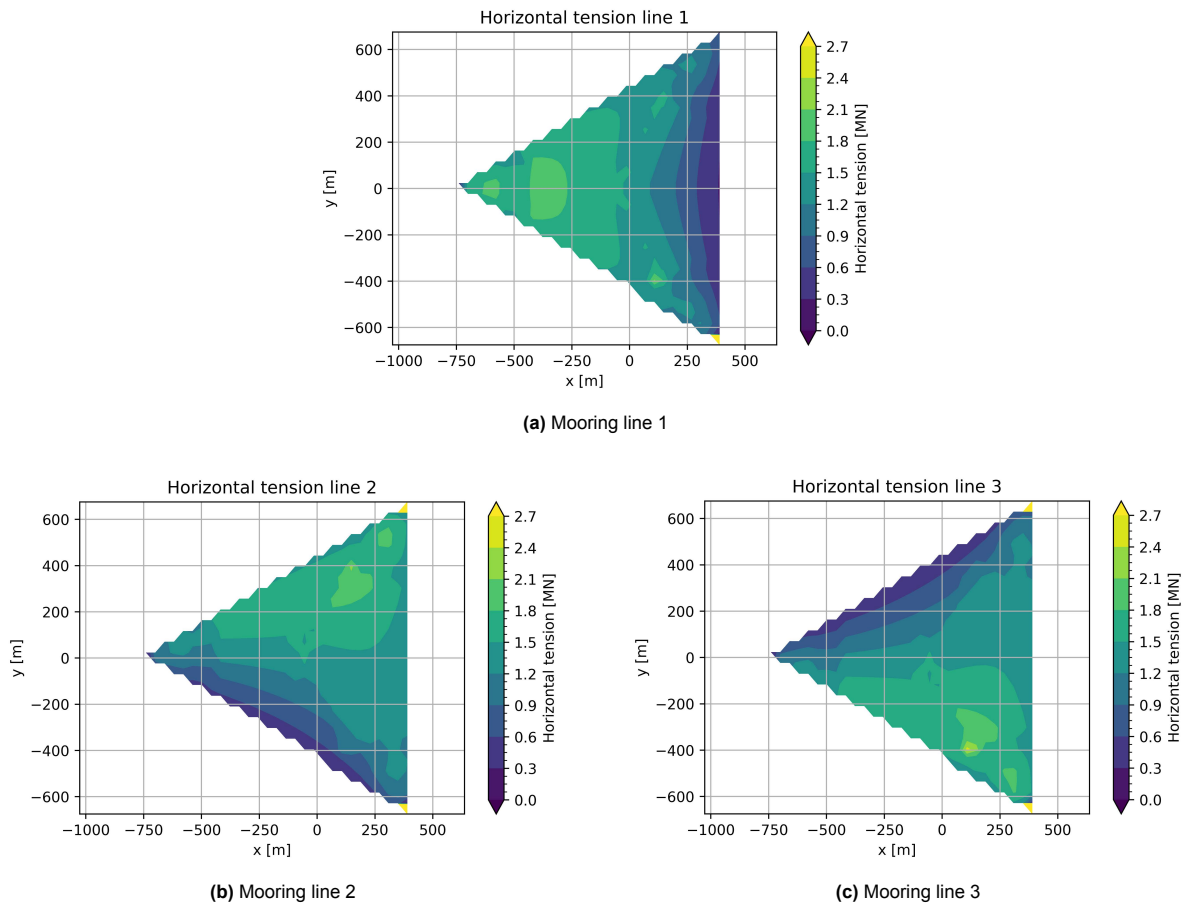 Horizontal tension line 1
600
400
200
0
−200
−400
−600
y [m]
−1000 −750 −500 −250 0 250 500
x [m]
2.7
2.4
2.1
1.8
1.5
1.2
0.9
0.6
0.3
0.0
Horizontal tension [MN]
(a) Mooring line 1
Horizontal tension line 2
600
400
200
0
−200
−400
−600
y [m]
−1000 −750 −500 −250 0 250 500
x [m]
2.7
2.4
2.1
1.8
1.5
1.2
0.9
0.6
0.3
0.0
Horizontal tension [MN]
(b) Mooring line 2
Horizontal tension line 3
600
400
200
0
−200
−400
−600
y [m]
−1000 −750 −500 −250 0 250 500
x [m]
2.7
2.4
2.1
1.8
1.5
1.2
0.9
0.6
0.3
0.0
Horizontal tension [MN]
(c) Mooring line 3